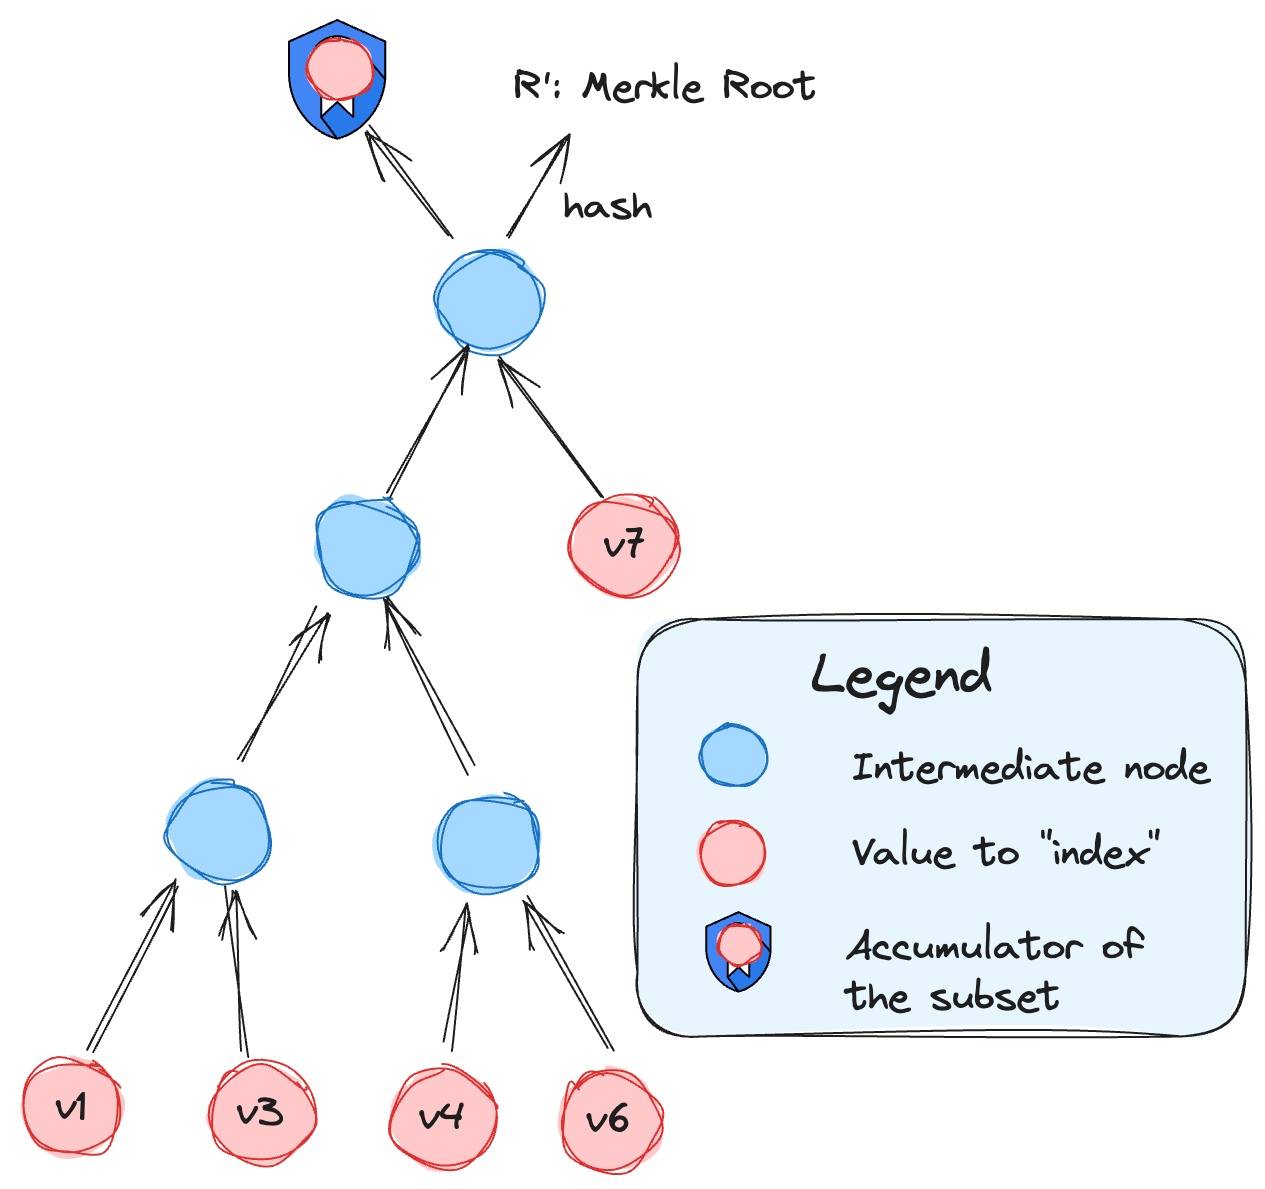 R': Merkle Root
hash
v7
Legend
Intermediate node
Value to "index"
Accumulator of
the subset
v1
v3
v4
v6